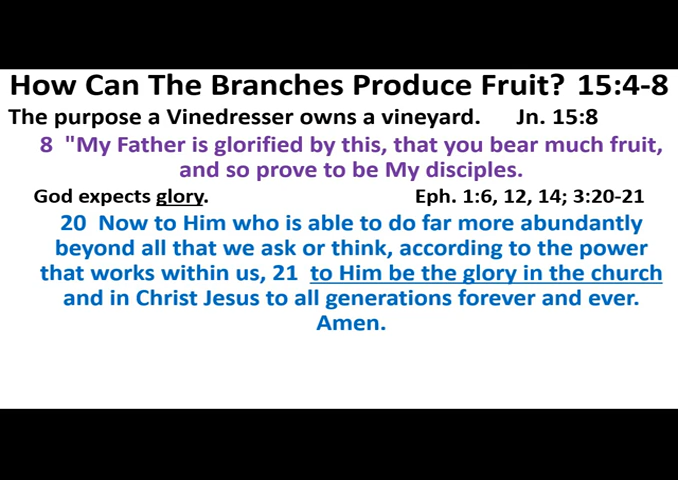 How Can The Branches Produce Fruit? 15:4-8
The purpose a Vinedresser owns a vineyard. Jn. 15:8
8 "My Father is glorified by this, that you bear much fruit,
and so prove to be My disciples.
God expects glory. Eph. 1:6, 12, 14; 3:20-21
20 Now to Him who is able to do far more abundantly
beyond all that we ask or think, according to the power
that works within us, 21 to Him be the glory in the church
and in Christ Jesus to all generations forever and ever.
Amen.